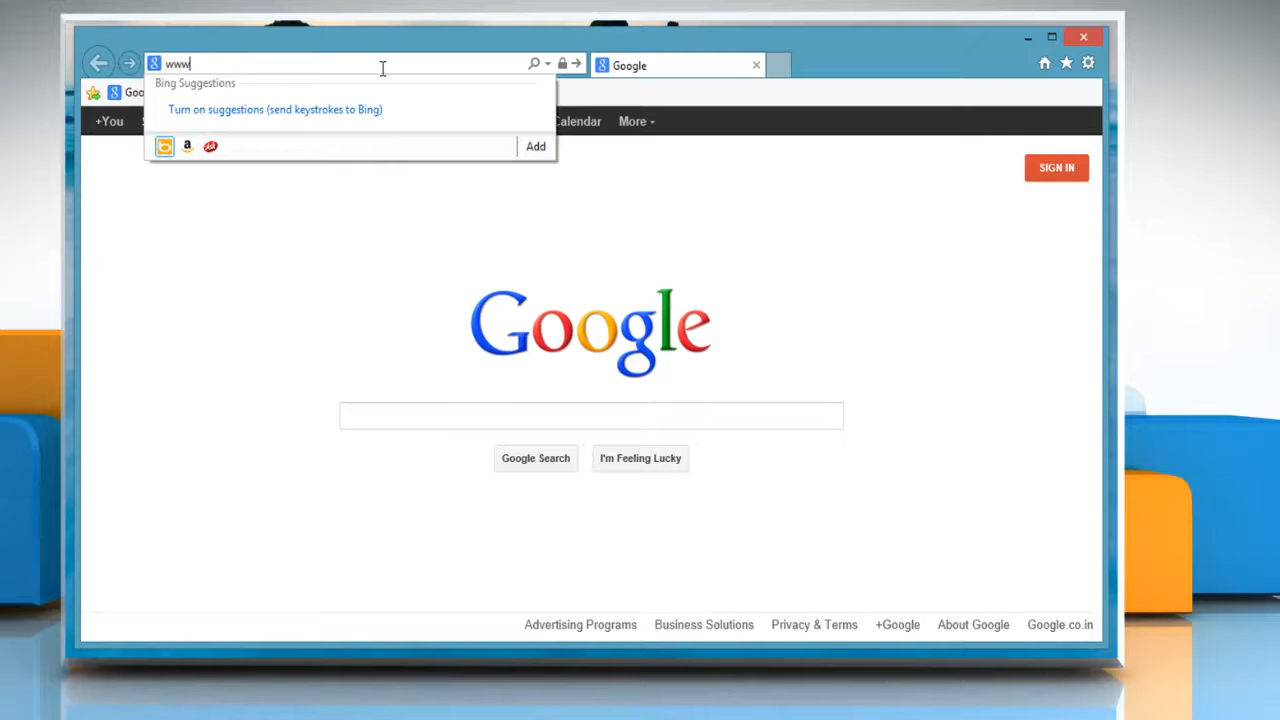 www
Google
Bing Suggestions
Turn on suggestions (send keystrokes to Bing)
Add
Goo
+You
Calendar
More
SIGN IN
Google
Google Search
I'm Feeling Lucky
Advertising Programs
Business Solutions
Privacy & Terms
+Google
About Google
Google.co.in